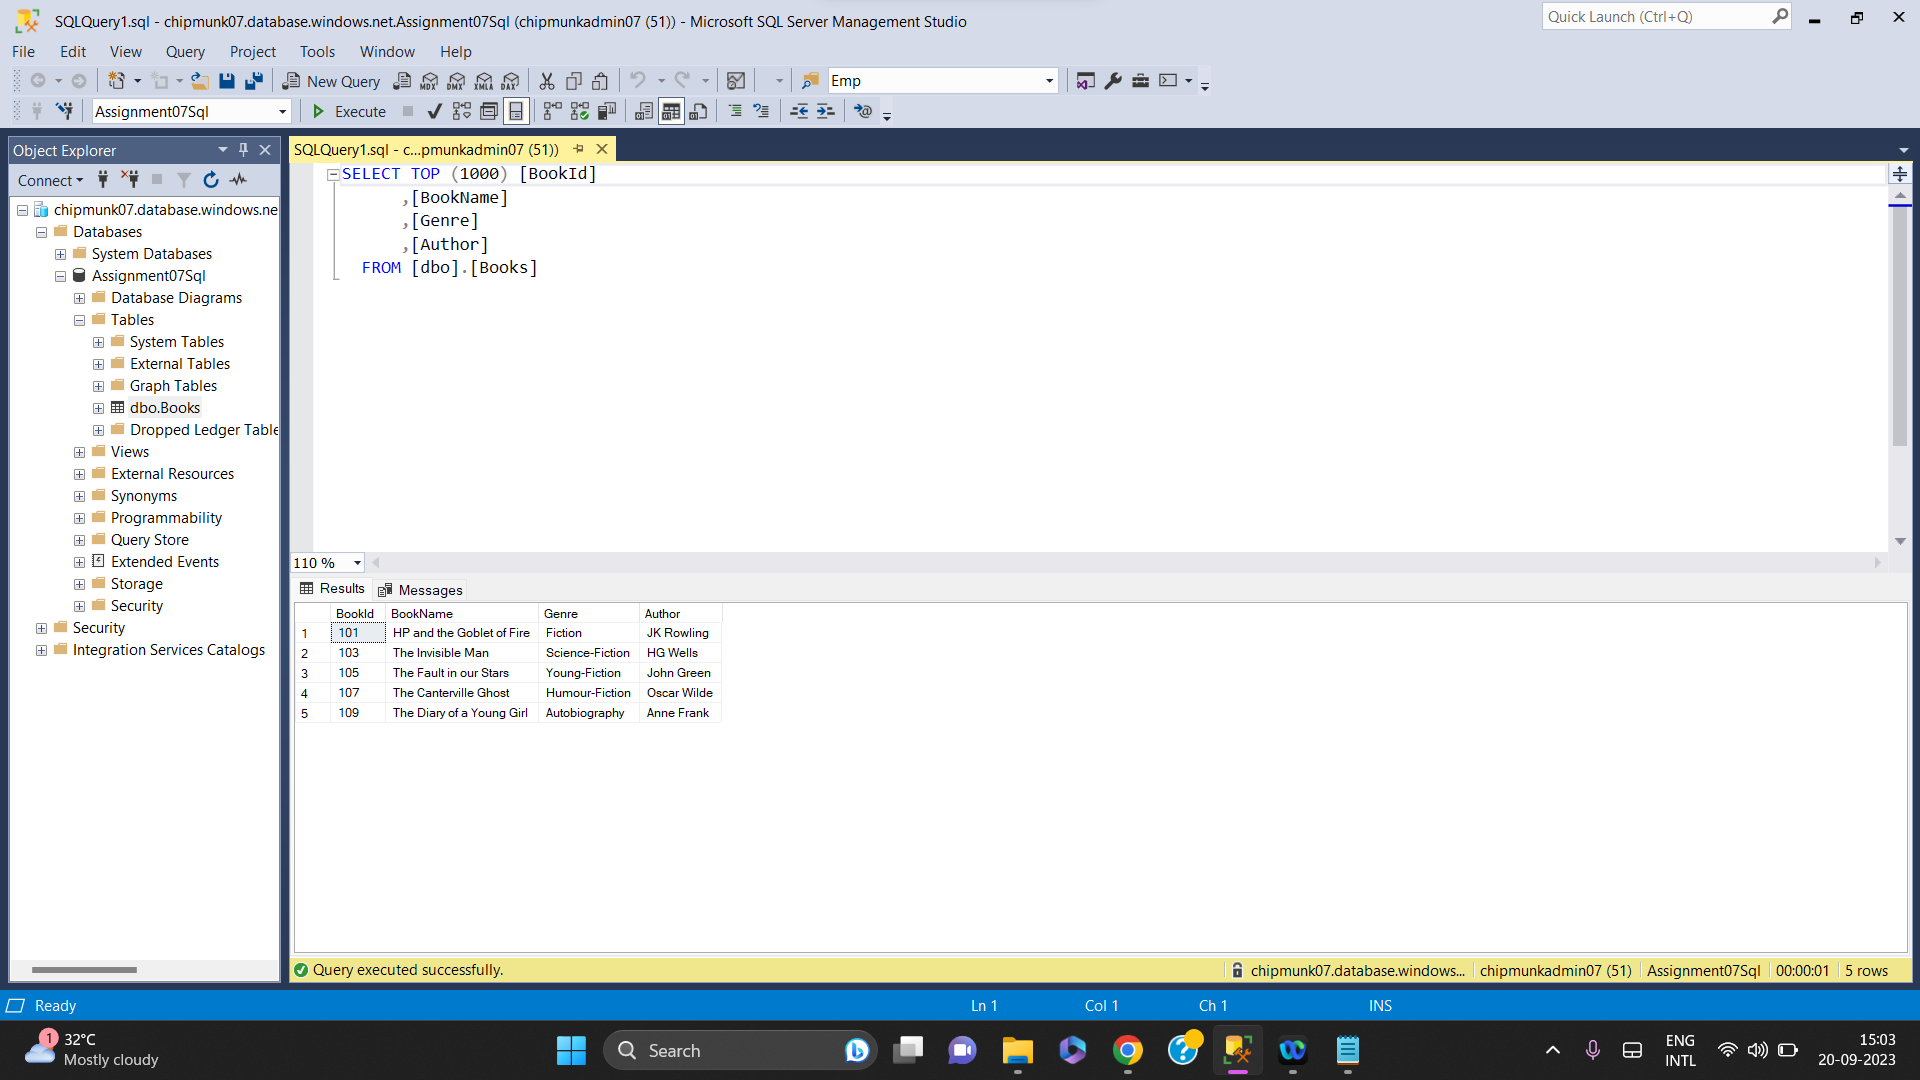 SQLQuery1.sql - chipmunk07.database.windows.net.Assignment07Sql (chipmunkadmin07 (51)) - Microsoft SQL Server Management Studio
Quick Launch (Ctrl+Q)
File Edit View Query Project Tools Window Help
New Query MDX DMX XMLA DAX Emp
Assignment07Sql Execute
Object Explorer
SQLQuery1.sql - c...pmunkadmin07 (51))
Connect
chipmunk07.database.windows.ne
Databases
System Databases
Assignment07Sql
Database Diagrams
Tables
System Tables
External Tables
Graph Tables
dbo.Books
Dropped Ledger Table
Views
External Resources
Synonyms
Programmability
Query Store
Extended Events
Storage
Security
Security
Integration Services Catalogs
SELECT TOP (1000) [BookId]
,[BookName]
,[Genre]
,[Author]
FROM [dbo].[Books]
110 %
Results Messages
BookId BookName Genre Author
1 101 HP and the Goblet of Fire Fiction JK Rowling
2 103 The Invisible Man Science-Fiction HG Wells
3 105 The Fault in our Stars Young-Fiction John Green
4 107 The Canterville Ghost Humour-Fiction Oscar Wilde
5 109 The Diary of a Young Girl Autobiography Anne Frank
Query executed successfully. chipmunk07.database.windows... chipmunkadmin07 (51) Assignment07Sql 00:00:01 5 rows
Ready Ln 1 Col 1 Ch 1 INS
1 32°C
Mostly cloudy
Search
ENG
INTL
15:03
20-09-2023